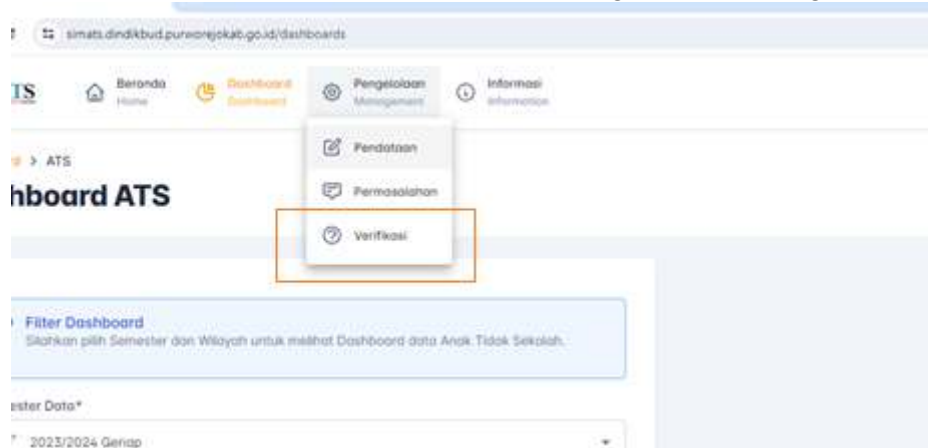 simats.dindikbud.purworejokab.go.id/dashboards
TS
Beranda
Home
Dashboard
Dashboard
Pengelolaan
Management
Informasi
Information
> ATS
hboard ATS
Pendataan
Permasalahan
Verifikasi
Filter Dashboard
Silahkan pilih Semester dan Wilayah untuk melihat Dashboard data Anak Tidak Sekolah.
ester Data*
2023/2024 Genap